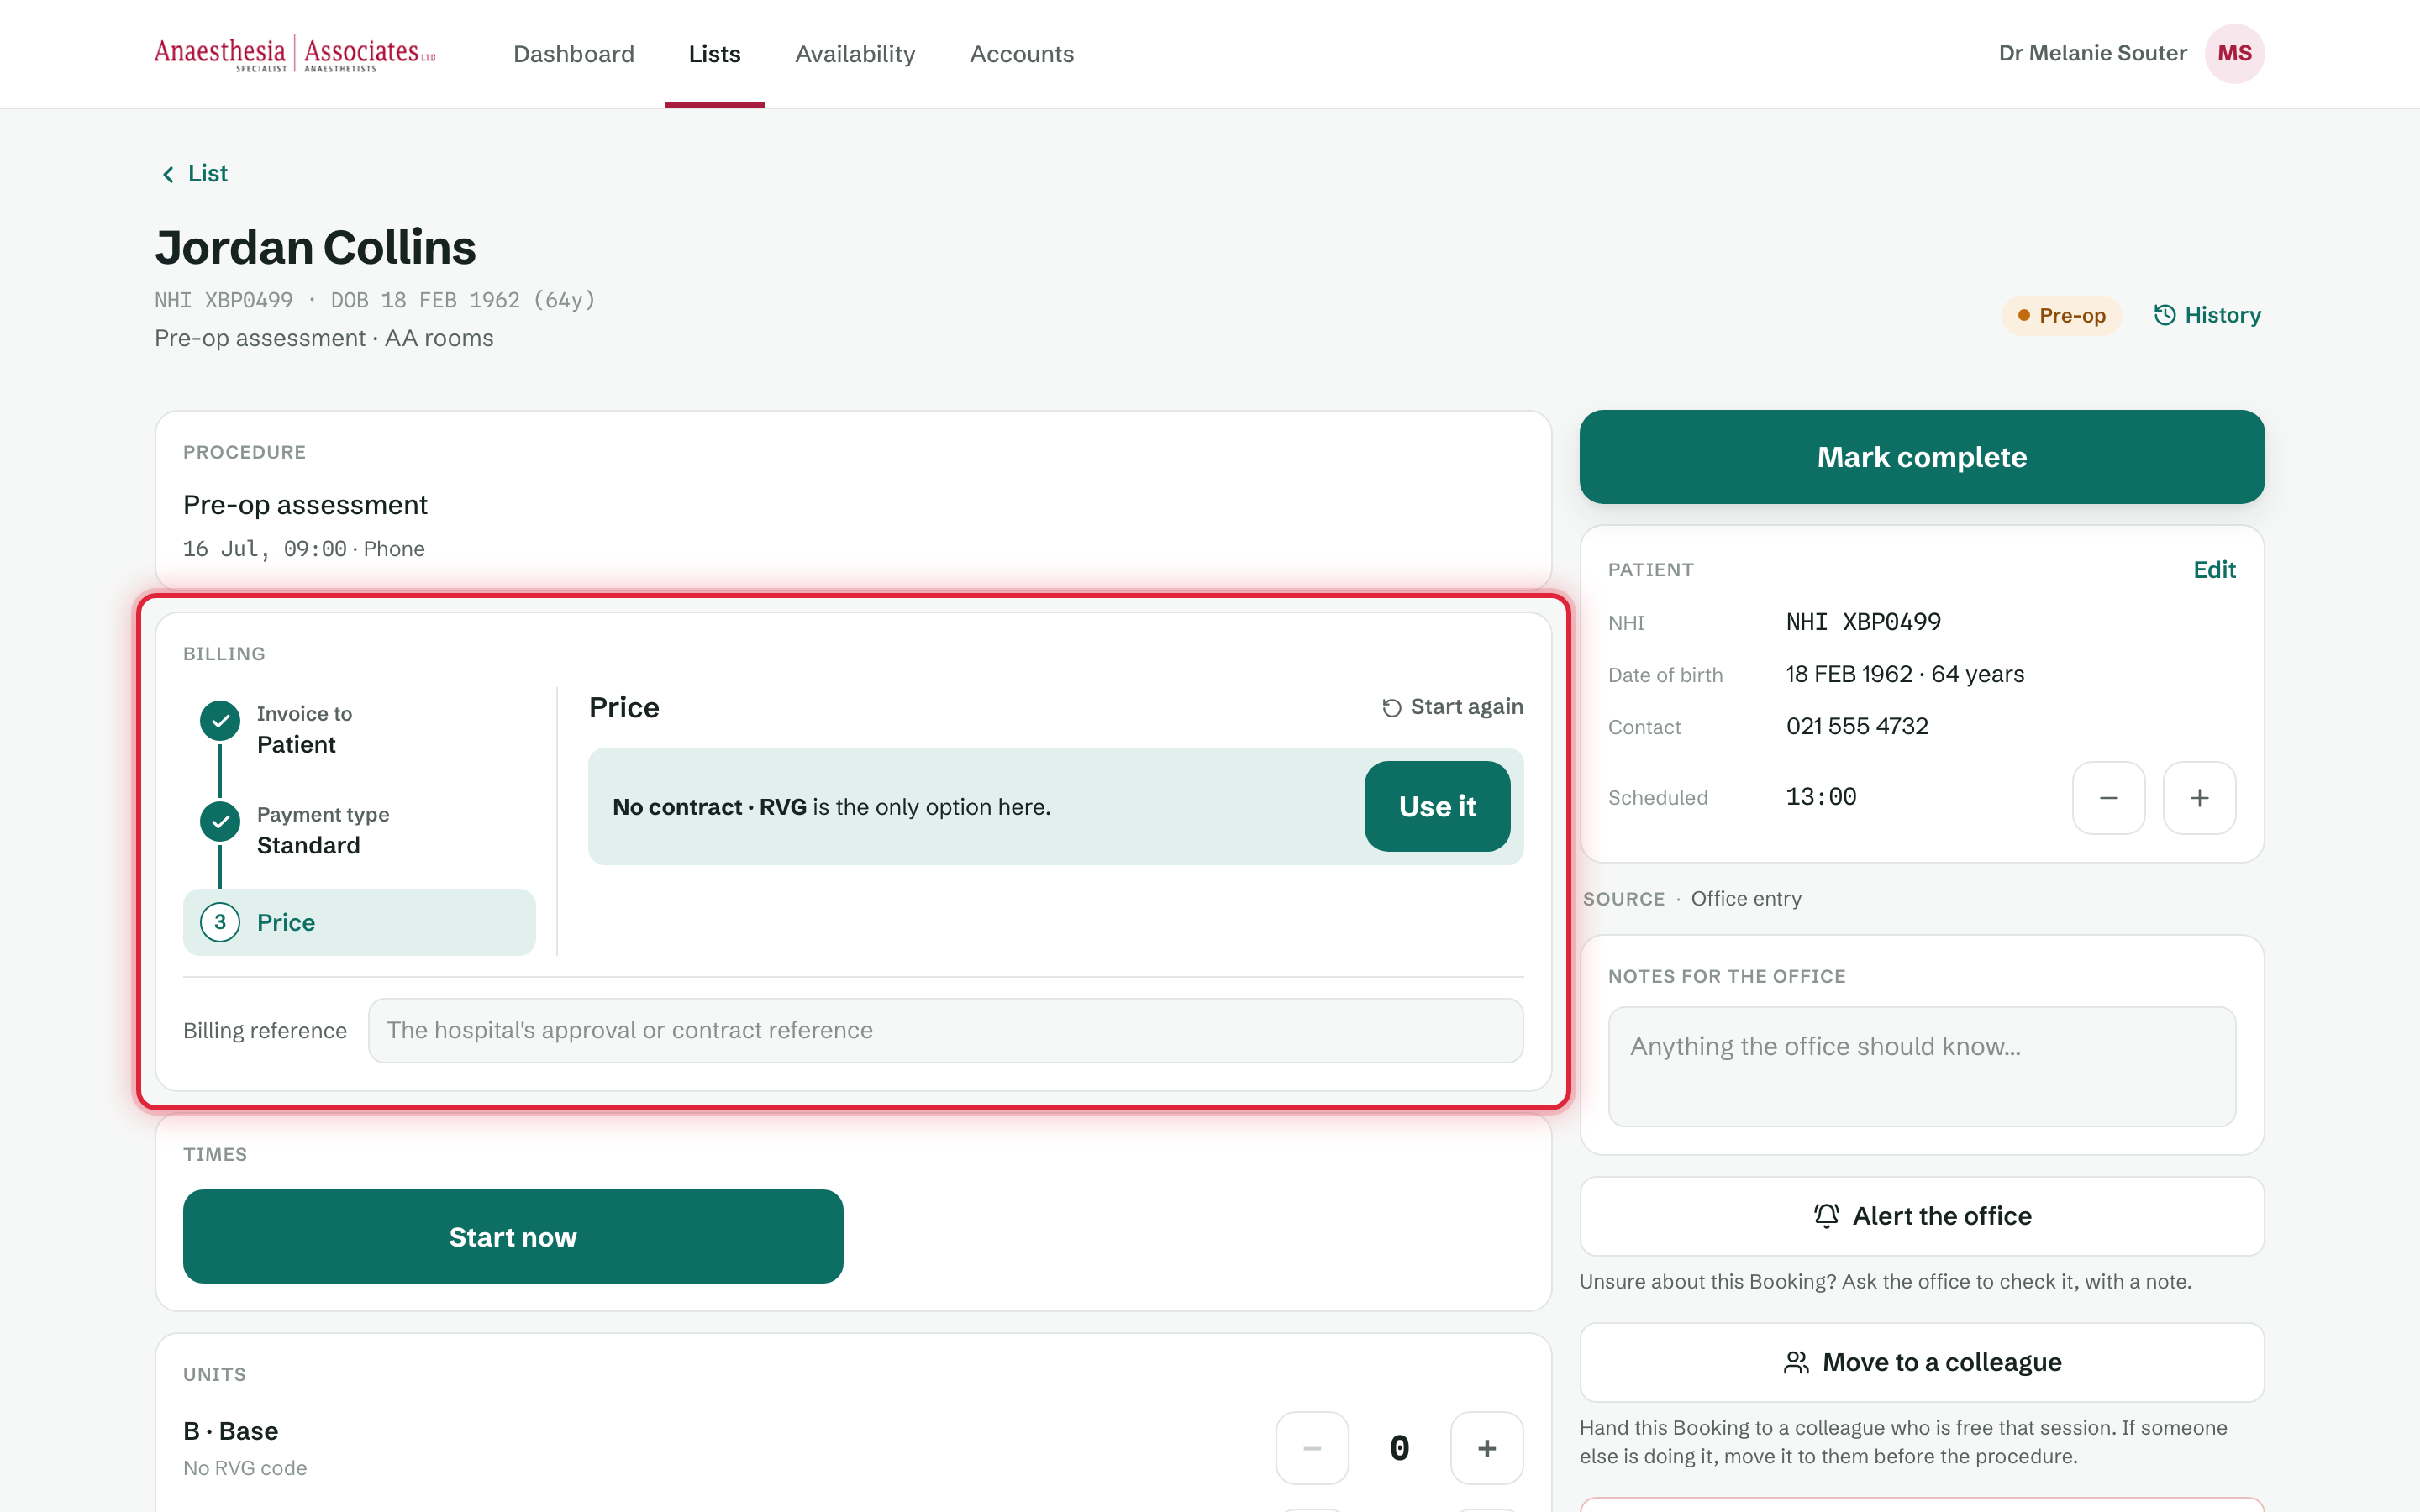 Anaesthesia Associates LTD
SPECIALIST ANAESTHETISTS
Dashboard
Lists
Availability
Accounts
Dr Melanie Souter
MS
List
Jordan Collins
NHI XBP0499 · DOB 18 FEB 1962 (64y)
Pre-op assessment · AA rooms
Pre-op
History
PROCEDURE
Pre-op assessment
16 Jul, 09:00 · Phone
BILLING
Invoice to
Patient
Payment type
Standard
3 Price
Price
Start again
No contract · RVG is the only option here.
Use it
Billing reference
The hospital's approval or contract reference
TIMES
Start now
UNITS
B · Base
No RVG code
0
Mark complete
PATIENT
Edit
NHI NHI XBP0499
Date of birth 18 FEB 1962 · 64 years
Contact 021 555 4732
Scheduled 13:00
SOURCE · Office entry
NOTES FOR THE OFFICE
Anything the office should know...
Alert the office
Unsure about this Booking? Ask the office to check it, with a note.
Move to a colleague
Hand this Booking to a colleague who is free that session. If someone
else is doing it, move it to them before the procedure.